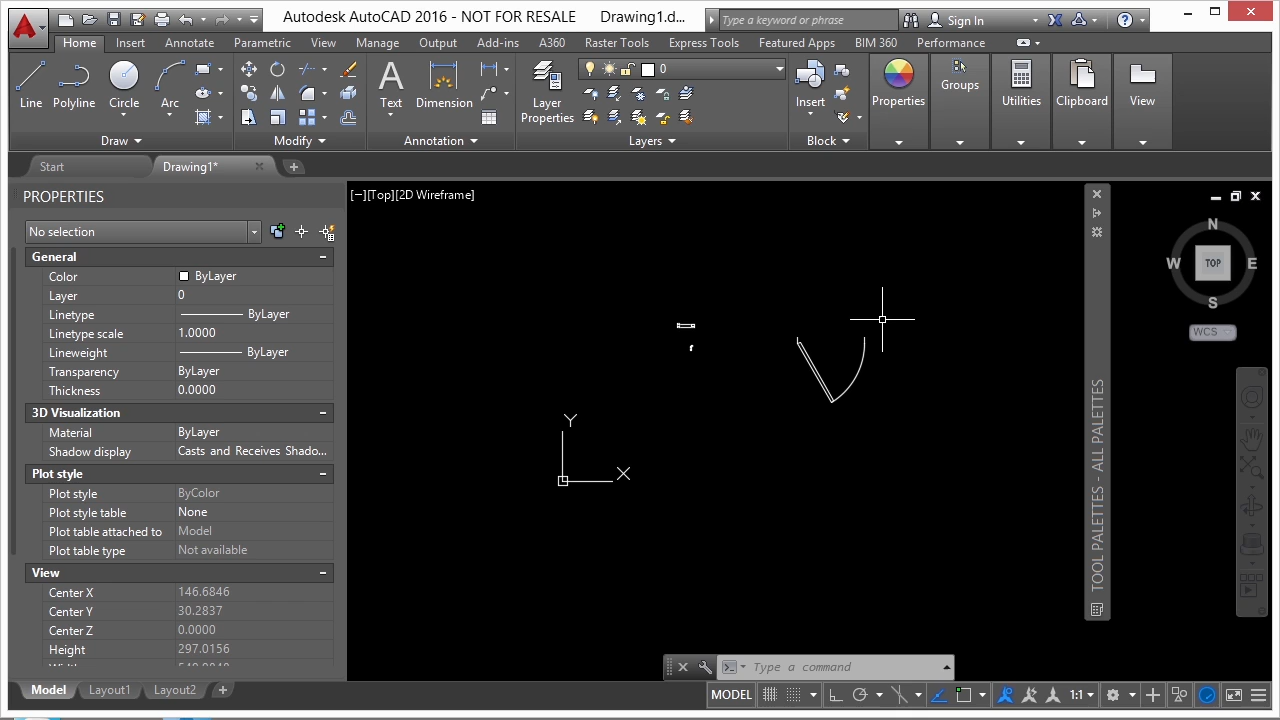 Autodesk AutoCAD 2016 - NOT FOR RESALE Drawing1.d...
Type a keyword or phrase
Sign In
Home Insert Annotate Parametric View Manage Output Add-ins A360 Raster Tools Express Tools Featured Apps BIM 360 Performance
Line Polyline Circle Arc
Text Dimension
Layer
Properties
0
Insert
Properties
Groups
Utilities
Clipboard
View
Draw Modify Annotation Layers Block
Start Drawing1*
PROPERTIES
No selection
General
Color ByLayer
Layer 0
Linetype ByLayer
Linetype scale 1.0000
Lineweight ByLayer
Transparency ByLayer
Thickness 0.0000
3D Visualization
Material ByLayer
Shadow display Casts and Receives Shado...
Plot style
Plot style ByColor
Plot style table None
Plot table attached to Model
Plot table type Not available
View
Center X 146.6846
Center Y 30.2837
Center Z 0.0000
Height 297.0156
[−][Top][2D Wireframe]
Y
X
TOOL PALETTES - ALL PALETTES
N
W TOP E
S
WCS
Type a command
Model Layout1 Layout2
MODEL
1:1